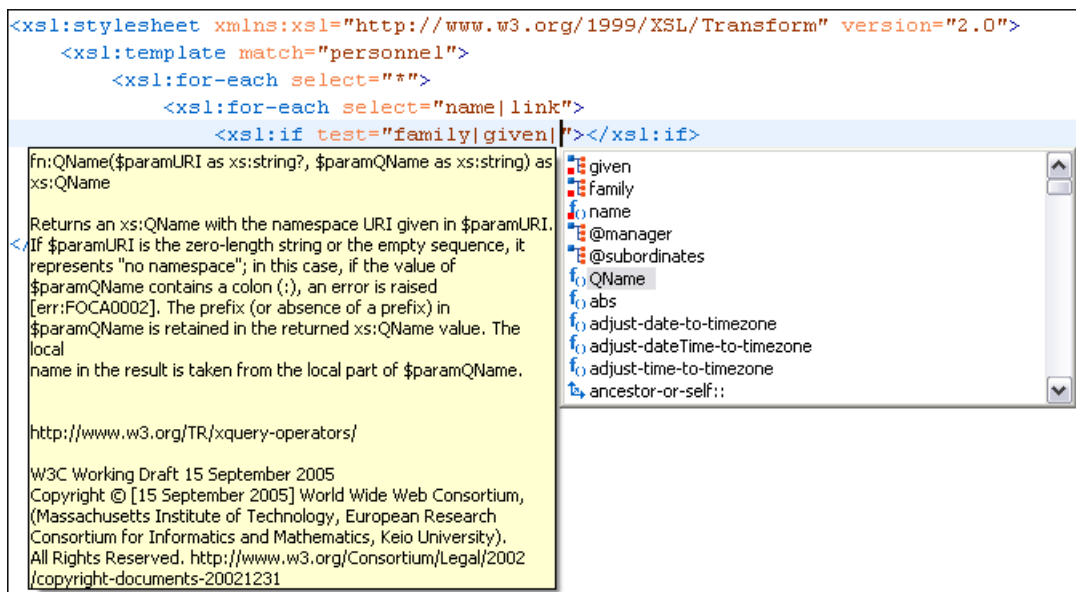 <xsl:stylesheet xmlns:xsl="http://www.w3.org/1999/XSL/Transform" version="2.0">
<xsl:template match="personnel">
<xsl:for-each select="*">
<xsl:for-each select="name|link">
<xsl:if test="family|given|"></xsl:if>
</
fn:QName($paramURI as xs:string?, $paramQName as xs:string) as
xs:QName
Returns an xs:QName with the namespace URI given in $paramURI.
If $paramURI is the zero-length string or the empty sequence, it
represents "no namespace"; in this case, if the value of
$paramQName contains a colon (:), an error is raised
[err:FOCA0002]. The prefix (or absence of a prefix) in
$paramQName is retained in the returned xs:QName value. The
local
name in the result is taken from the local part of $paramQName.
http://www.w3.org/TR/xquery-operators/
W3C Working Draft 15 September 2005
Copyright © [15 September 2005] World Wide Web Consortium,
(Massachusetts Institute of Technology, European Research
Consortium for Informatics and Mathematics, Keio University).
All Rights Reserved. http://www.w3.org/Consortium/Legal/2002
/copyright-documents-20021231
given
family
f() name
@manager
@subordinates
f() QName
f() abs
f() adjust-date-to-timezone
f() adjust-dateTime-to-timezone
f() adjust-time-to-timezone
ancestor-or-self::